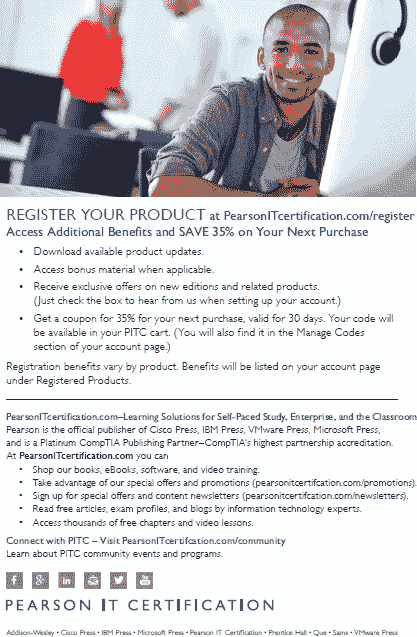 REGISTER YOUR PRODUCT at PearsonITcertification.com/register
Access Additional Benefits and SAVE 35% on Your Next Purchase
• Download available product updates.
• Access bonus material when applicable.
• Receive exclusive offers on new editions and related products.
(Just check the box to hear from us when setting up your account.)
• Get a coupon for 35% for your next purchase, valid for 30 days. Your code will
be available in your PITC cart. (You will also find it in the Manage Codes
section of your account page.)
Registration benefits vary by product. Benefits will be listed on your account page
under Registered Products.
PearsonITcertification.com–Learning Solutions for Self-Paced Study, Enterprise, and the Classroom
Pearson is the official publisher of Cisco Press, IBM Press, VMware Press, Microsoft Press,
and is a Platinum CompTIA Publishing Partner–CompTIA's highest partnership accreditation.
At PearsonITcertification.com you can
• Shop our books, eBooks, software, and video training.
• Take advantage of our special offers and promotions (pearsonitcertifcation.com/promotions).
• Sign up for special offers and content newsletters (pearsonitcertifcation.com/newsletters).
• Read free articles, exam profiles, and blogs by information technology experts.
• Access thousands of free chapters and video lessons.
Connect with PITC – Visit PearsonITcertifcation.com/community
Learn about PITC community events and programs.
PEARSON IT CERTIFICATION
Addison-Wesley • Cisco Press • IBM Press • Microsoft Press • Pearson IT Certification • Prentice Hall • Que • Sams • VMware Press